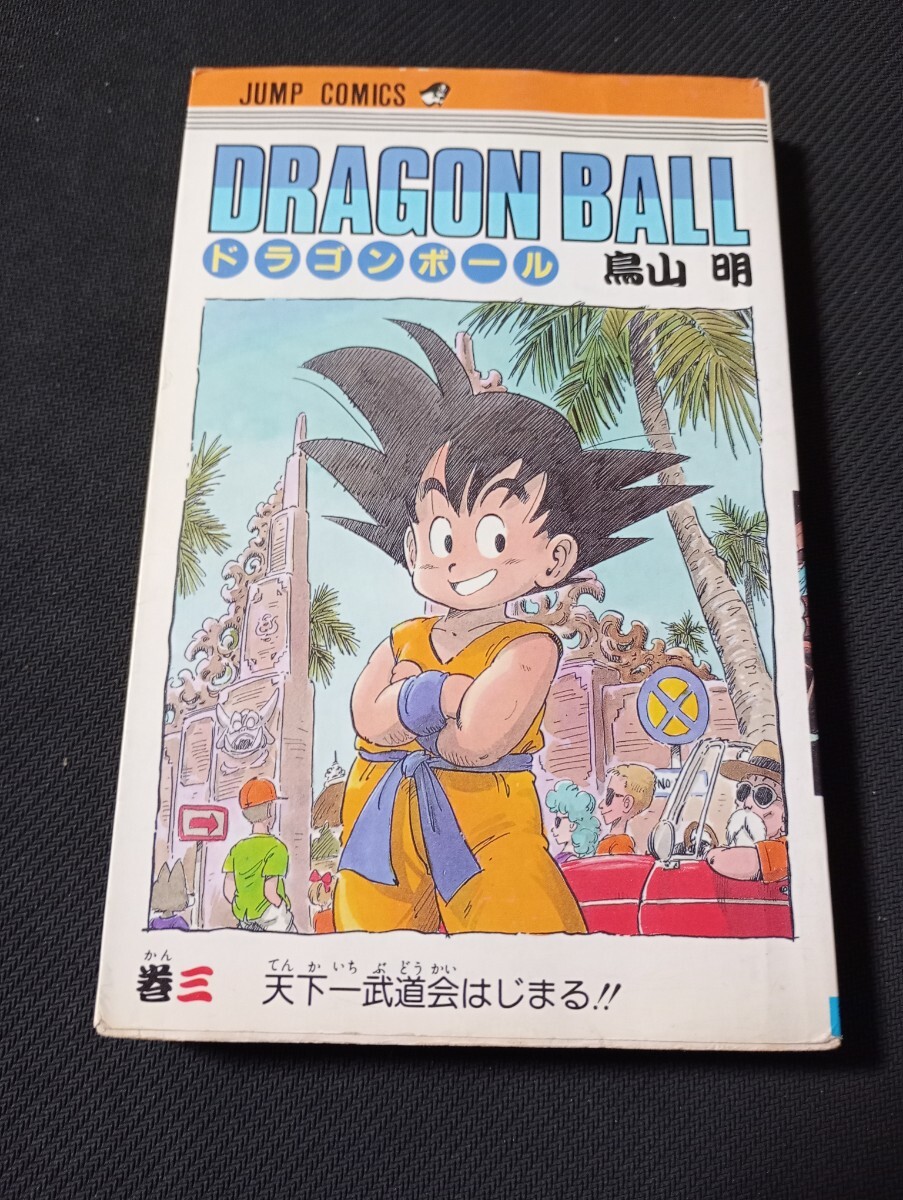 JUMP COMICS
DRAGON BALL
ドラゴンボール
鳥山 明
NO
かん
巻三
てんかいちぶどうかい
天下一武道会はじまる!!